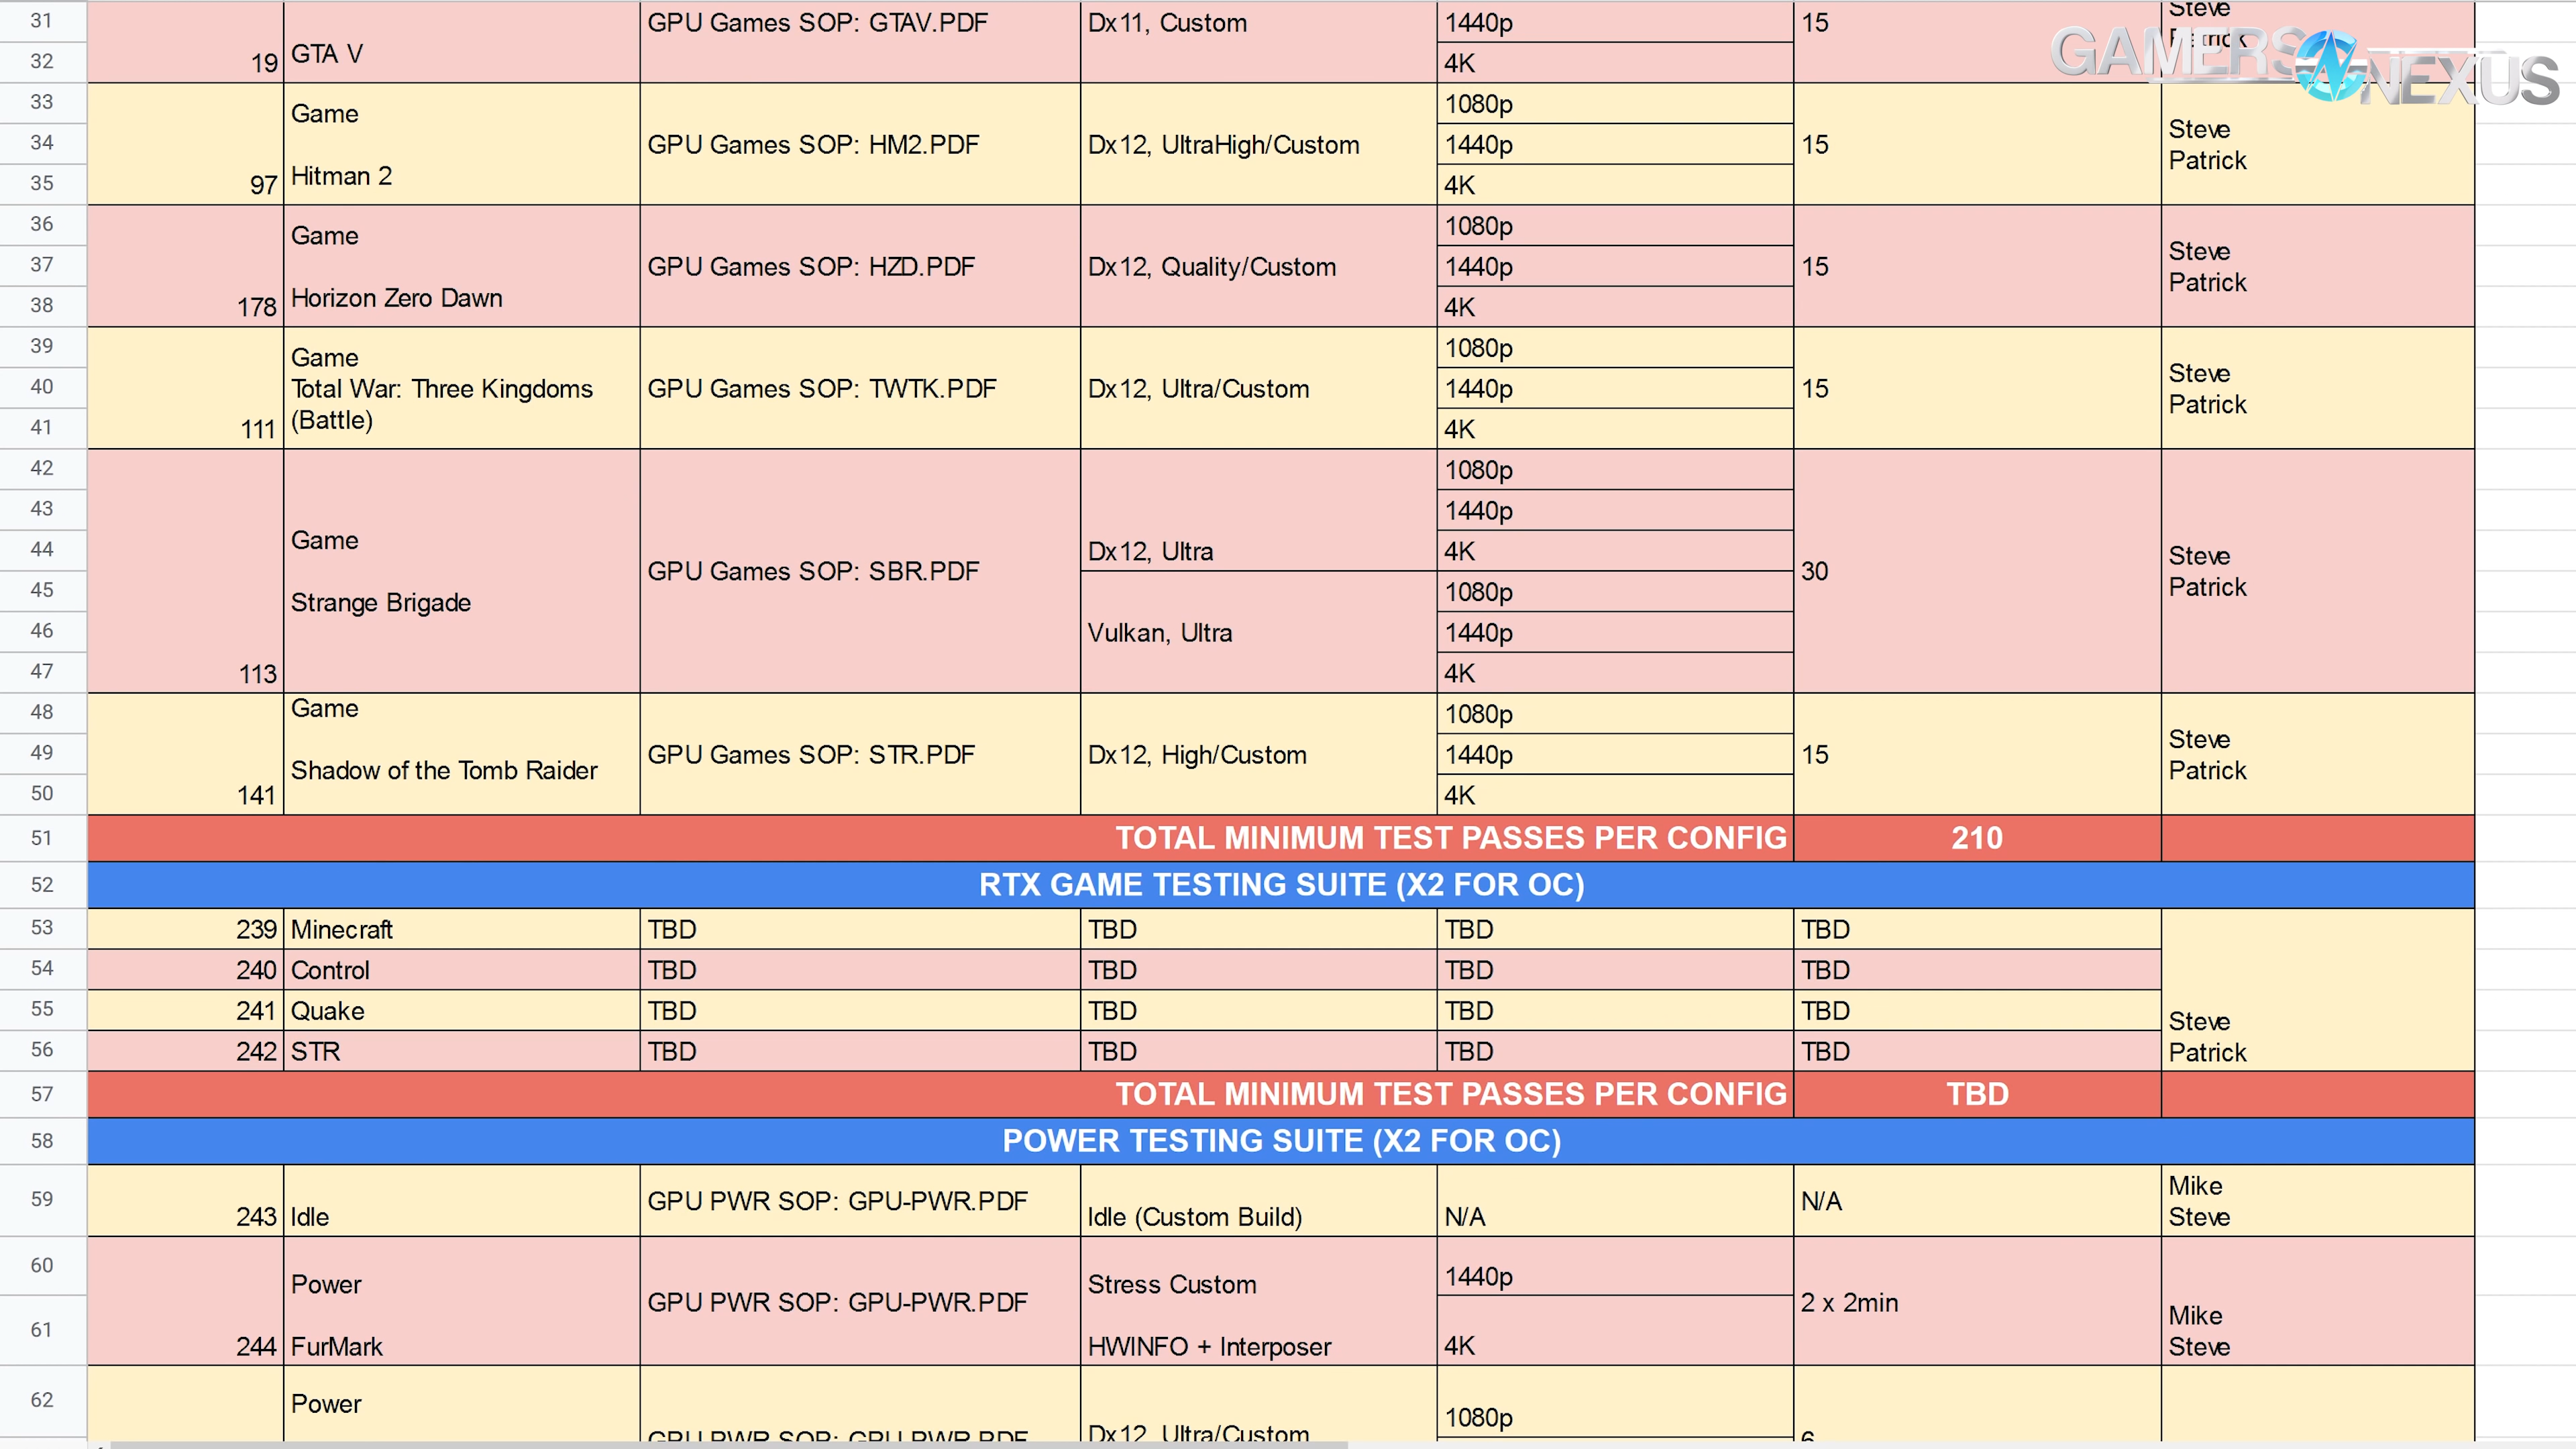 31
GPU Games SOP: GTAV.PDF
Dx11, Custom
1440p
15
Steve
Patrick
GAMERS NEXUS
32
19
GTA V
4K
33
Game
1080p
34
GPU Games SOP: HM2.PDF
Dx12, UltraHigh/Custom
1440p
15
Steve
Patrick
35
97
Hitman 2
4K
36
Game
1080p
37
GPU Games SOP: HZD.PDF
Dx12, Quality/Custom
1440p
15
Steve
Patrick
38
178
Horizon Zero Dawn
4K
39
Game
1080p
40
Total War: Three Kingdoms
(Battle)
GPU Games SOP: TWTK.PDF
Dx12, Ultra/Custom
1440p
15
Steve
Patrick
41
111
4K
42
1080p
43
1440p
44
Game
Dx12, Ultra
4K
GPU Games SOP: SBR.PDF
30
Steve
Patrick
45
Strange Brigade
1080p
46
Vulkan, Ultra
1440p
47
113
4K
48
Game
1080p
49
Shadow of the Tomb Raider
GPU Games SOP: STR.PDF
Dx12, High/Custom
1440p
15
Steve
Patrick
50
141
4K
51
TOTAL MINIMUM TEST PASSES PER CONFIG
210
52
RTX GAME TESTING SUITE (X2 FOR OC)
53
239
Minecraft
TBD
TBD
TBD
TBD
54
240
Control
TBD
TBD
TBD
TBD
55
241
Quake
TBD
TBD
TBD
TBD
56
242
STR
TBD
TBD
TBD
TBD
Steve
Patrick
57
TOTAL MINIMUM TEST PASSES PER CONFIG
TBD
58
POWER TESTING SUITE (X2 FOR OC)
59
243
Idle
GPU PWR SOP: GPU-PWR.PDF
Idle (Custom Build)
N/A
N/A
Mike
Steve
60
Power
Stress Custom
1440p
GPU PWR SOP: GPU-PWR.PDF
2 x 2min
61
244
FurMark
HWINFO + Interposer
4K
Mike
Steve
62
Power
GPU PWR SOP: GPU-PWR.PDF
Dx12, Ultra/Custom
1080p
6